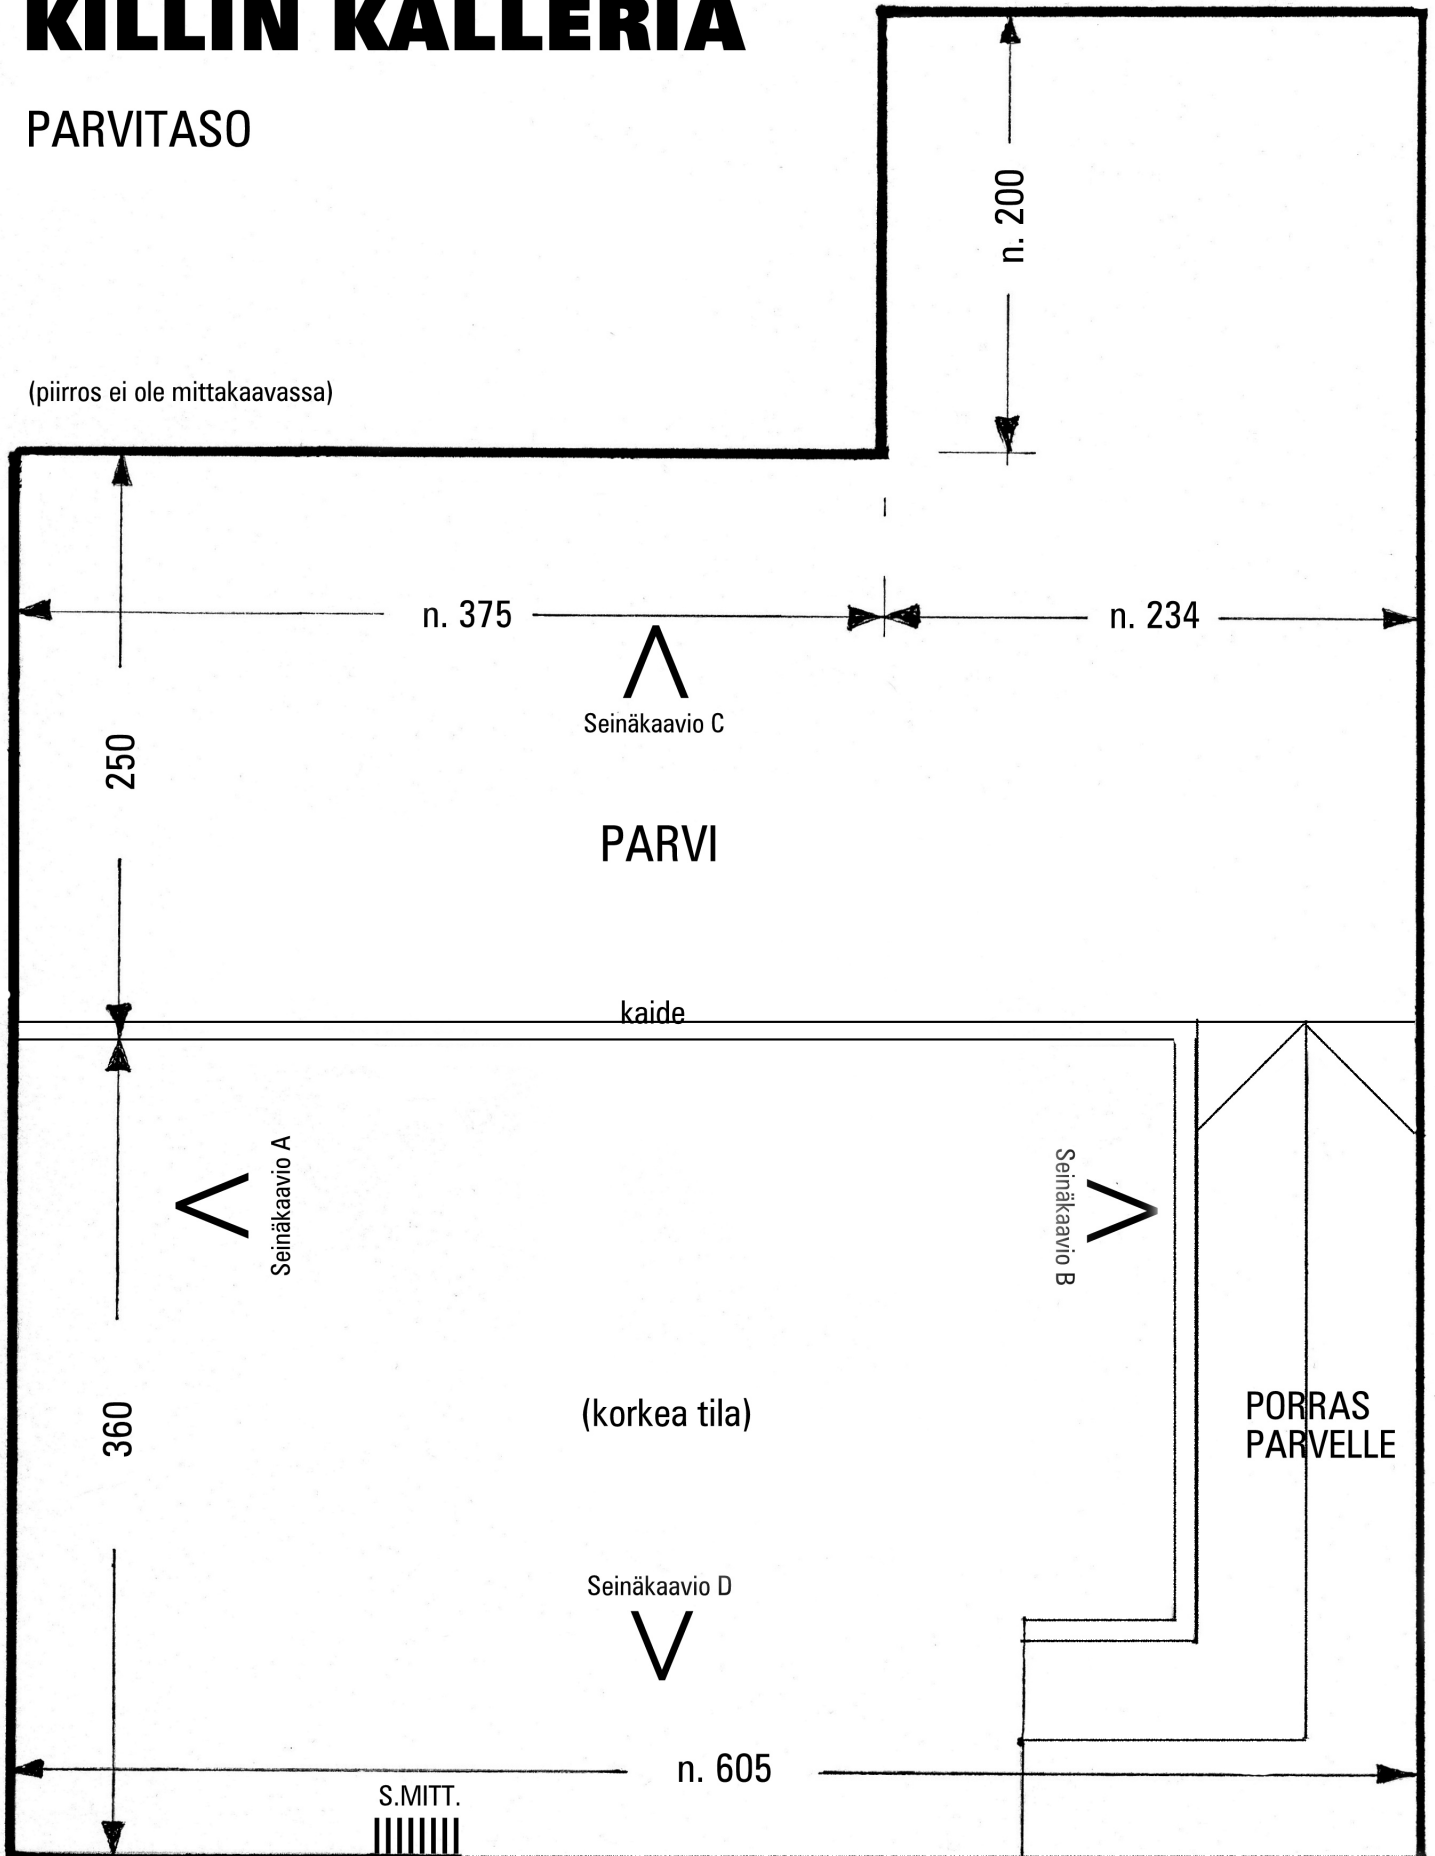 KILLIN KALLERIA
PARVITASO
n. 200
(piirros ei ole mittakaavassa)
n. 375
n. 234
Seinäkaavio C
250
PARVI
kaide
Seinäkaavio A
Seinäkaavio B
(korkea tila)
360
PORRAS
PARVELLE
Seinäkaavio D
n. 605
S.MITT.